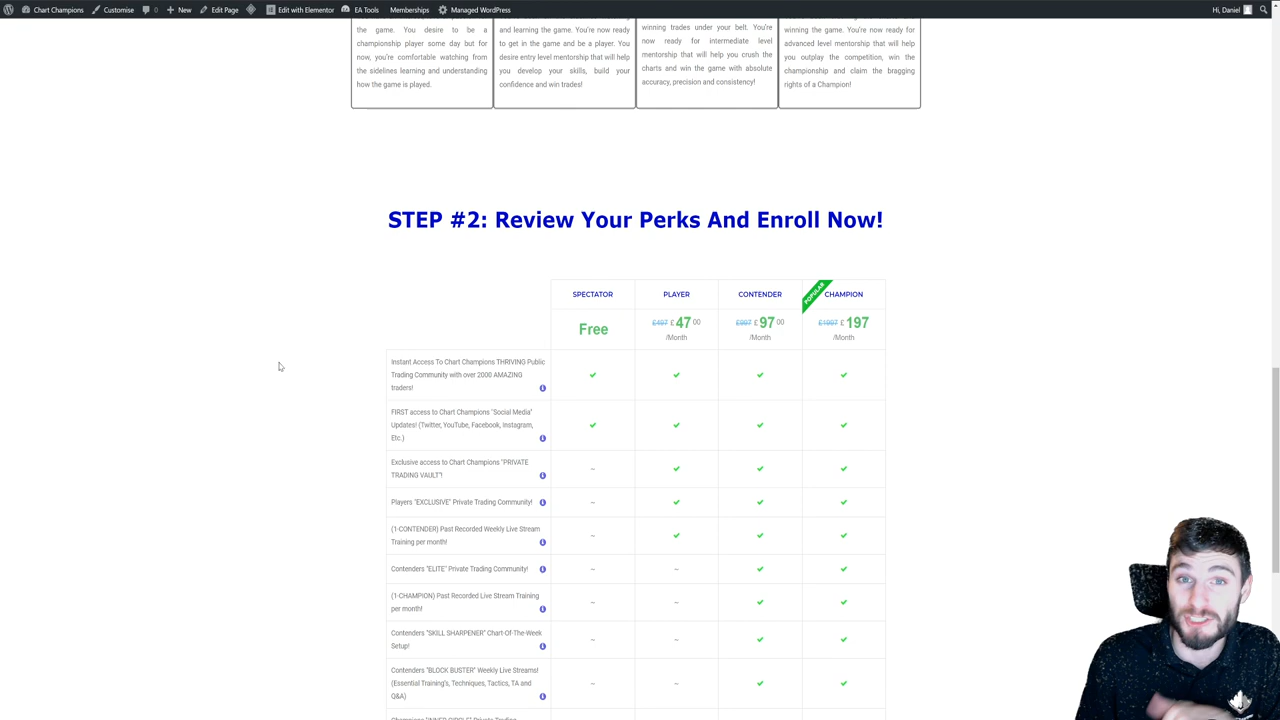 Chart Champions Customise 0 New Edit Page Edit with Elementor EA Tools Memberships Managed WordPress Hi, Daniel
the game. You desire to be a
championship player some day but for
now, you're comfortable watching from
the sidelines learning and understanding
how the game is played.
and learning the game. You're now ready
to get in the game and be a player. You
desire entry level mentorship that will help
you develop your skills, build your
confidence and win trades!
winning trades under your belt. You're
now ready for intermediate level
mentorship that will help you crush the
charts and win the game with absolute
accuracy, precision and consistency!
winning the game. You're now ready for
advanced level mentorship that will help
you outplay the competition, win the
championship and claim the bragging
rights of a Champion!
STEP #2: Review Your Perks And Enroll Now!
SPECTATOR PLAYER CONTENDER POPULAR CHAMPION
Free £497 £ 47 00 £997 £ 97 00 £1997 £ 197
/Month /Month /Month
Instant Access To Chart Champions THRIVING Public
Trading Community with over 2000 AMAZING
traders!
FIRST access to Chart Champions "Social Media"
Updates! (Twitter, YouTube, Facebook, Instagram,
Etc.)
Exclusive access to Chart Champions "PRIVATE
TRADING VAULT"!
Players "EXCLUSIVE" Private Trading Community!
(1-CONTENDER) Past Recorded Weekly Live Stream
Training per month!
Contenders "ELITE" Private Trading Community!
(1-CHAMPION) Past Recorded Live Stream Training
per month!
Contenders "SKILL SHARPENER" Chart-Of-The-Week
Setup!
Contenders "BLOCK BUSTER" Weekly Live Streams!
(Essential Training's, Techniques, Tactics, TA and
Q&A)